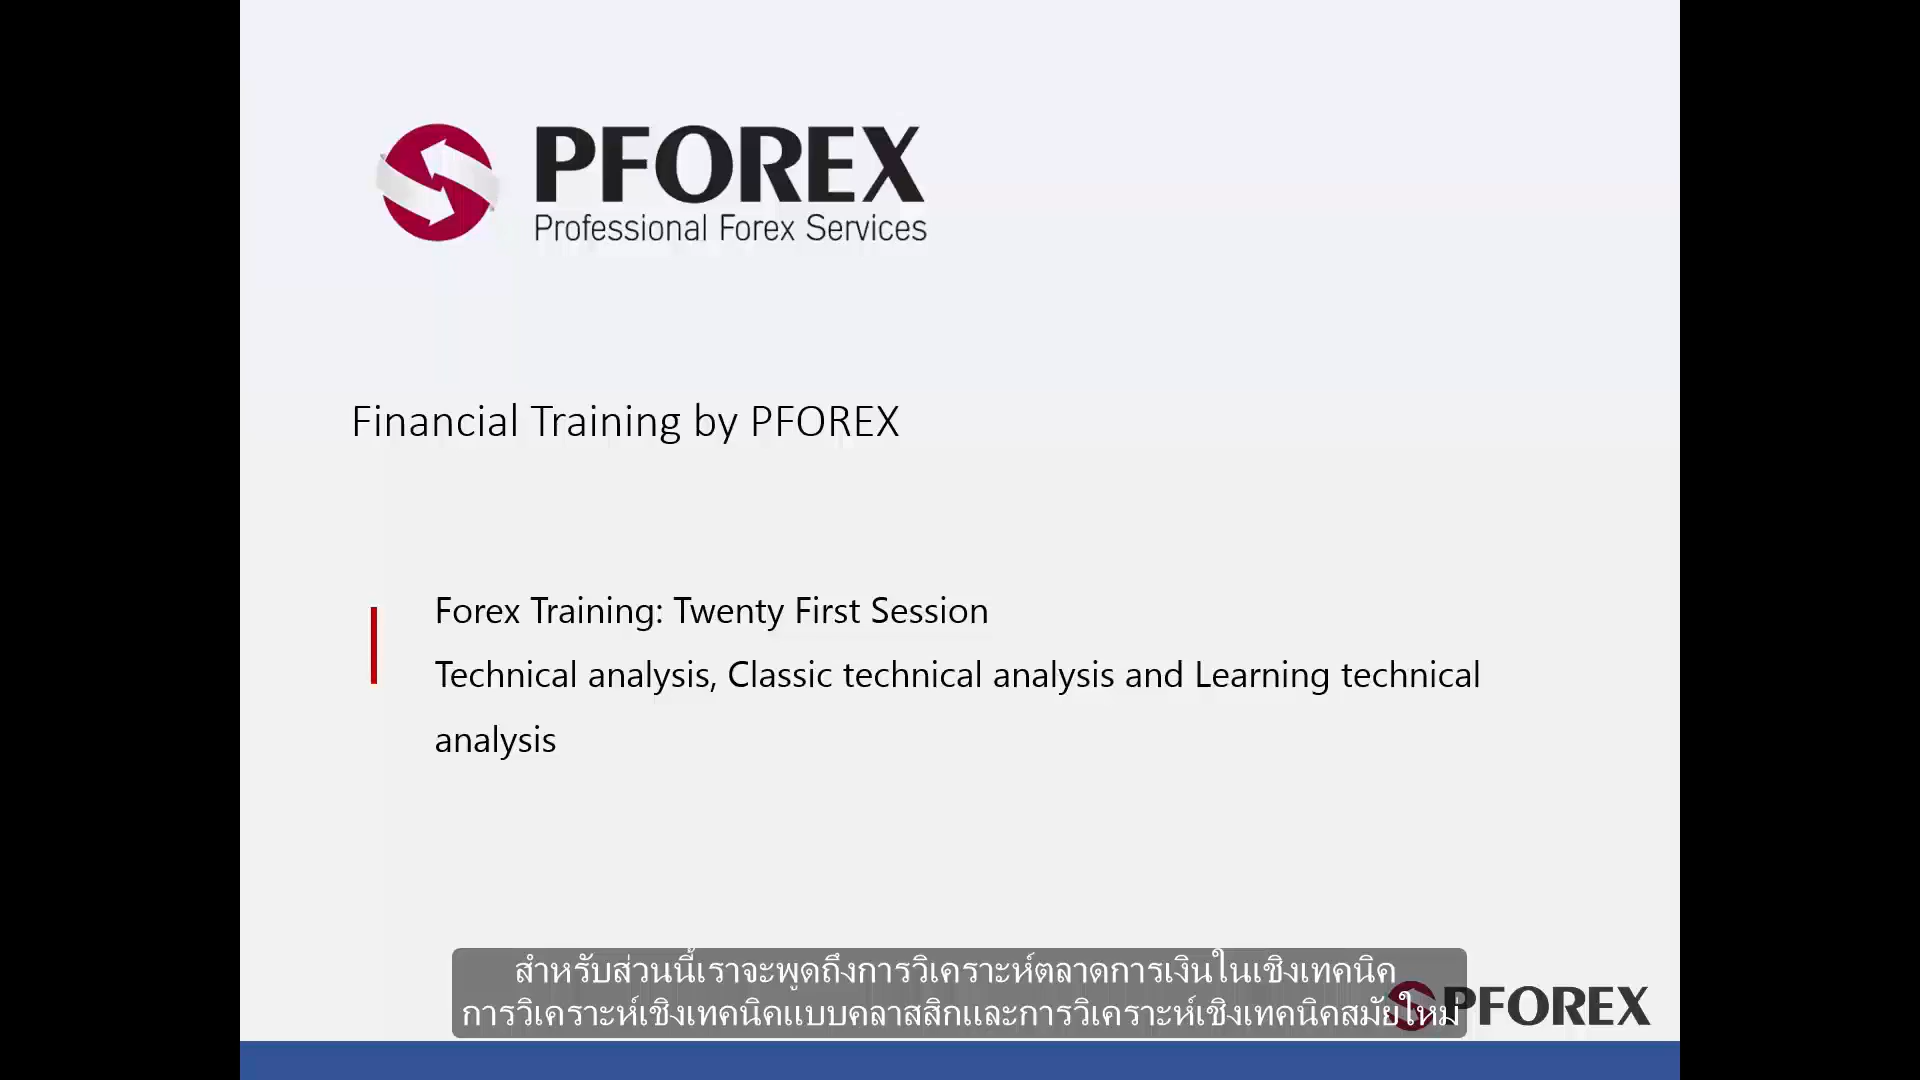 PFOREX
Professional Forex Services
Financial Training by PFOREX
Forex Training: Twenty First Session
Technical analysis, Classic technical analysis and Learning technical
analysis
สำหรับส่วนนี้เราจะพูดถึงการวิเคราะห์ตลาดการเงินในเชิงเทคนิค
การวิเคราะห์เชิงเทคนิคแบบคลาสสิกและการวิเคราะห์เชิงเทคนิคสมัยใหม่
PFOREX